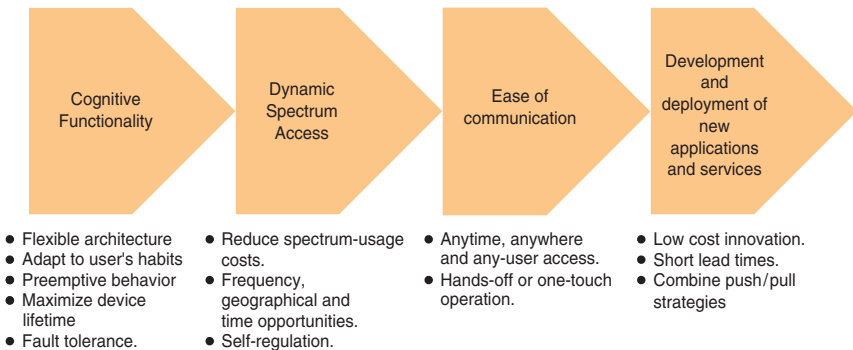 Cognitive
Functionality
Dynamic
Spectrum
Access
Ease of
communication
Development
and
deployment of
new
applications
and services
● Flexible architecture
● Adapt to user's habits
● Preemptive behavior
● Maximize device
lifetime
● Fault tolerance.
● Reduce spectrum-usage
costs.
● Frequency,
geographical and
time opportunities.
● Self-regulation.
● Anytime, anywhere
and any-user access.
● Hands-off or one-touch
operation.
● Low cost innovation.
● Short lead times.
● Combine push/pull
strategies